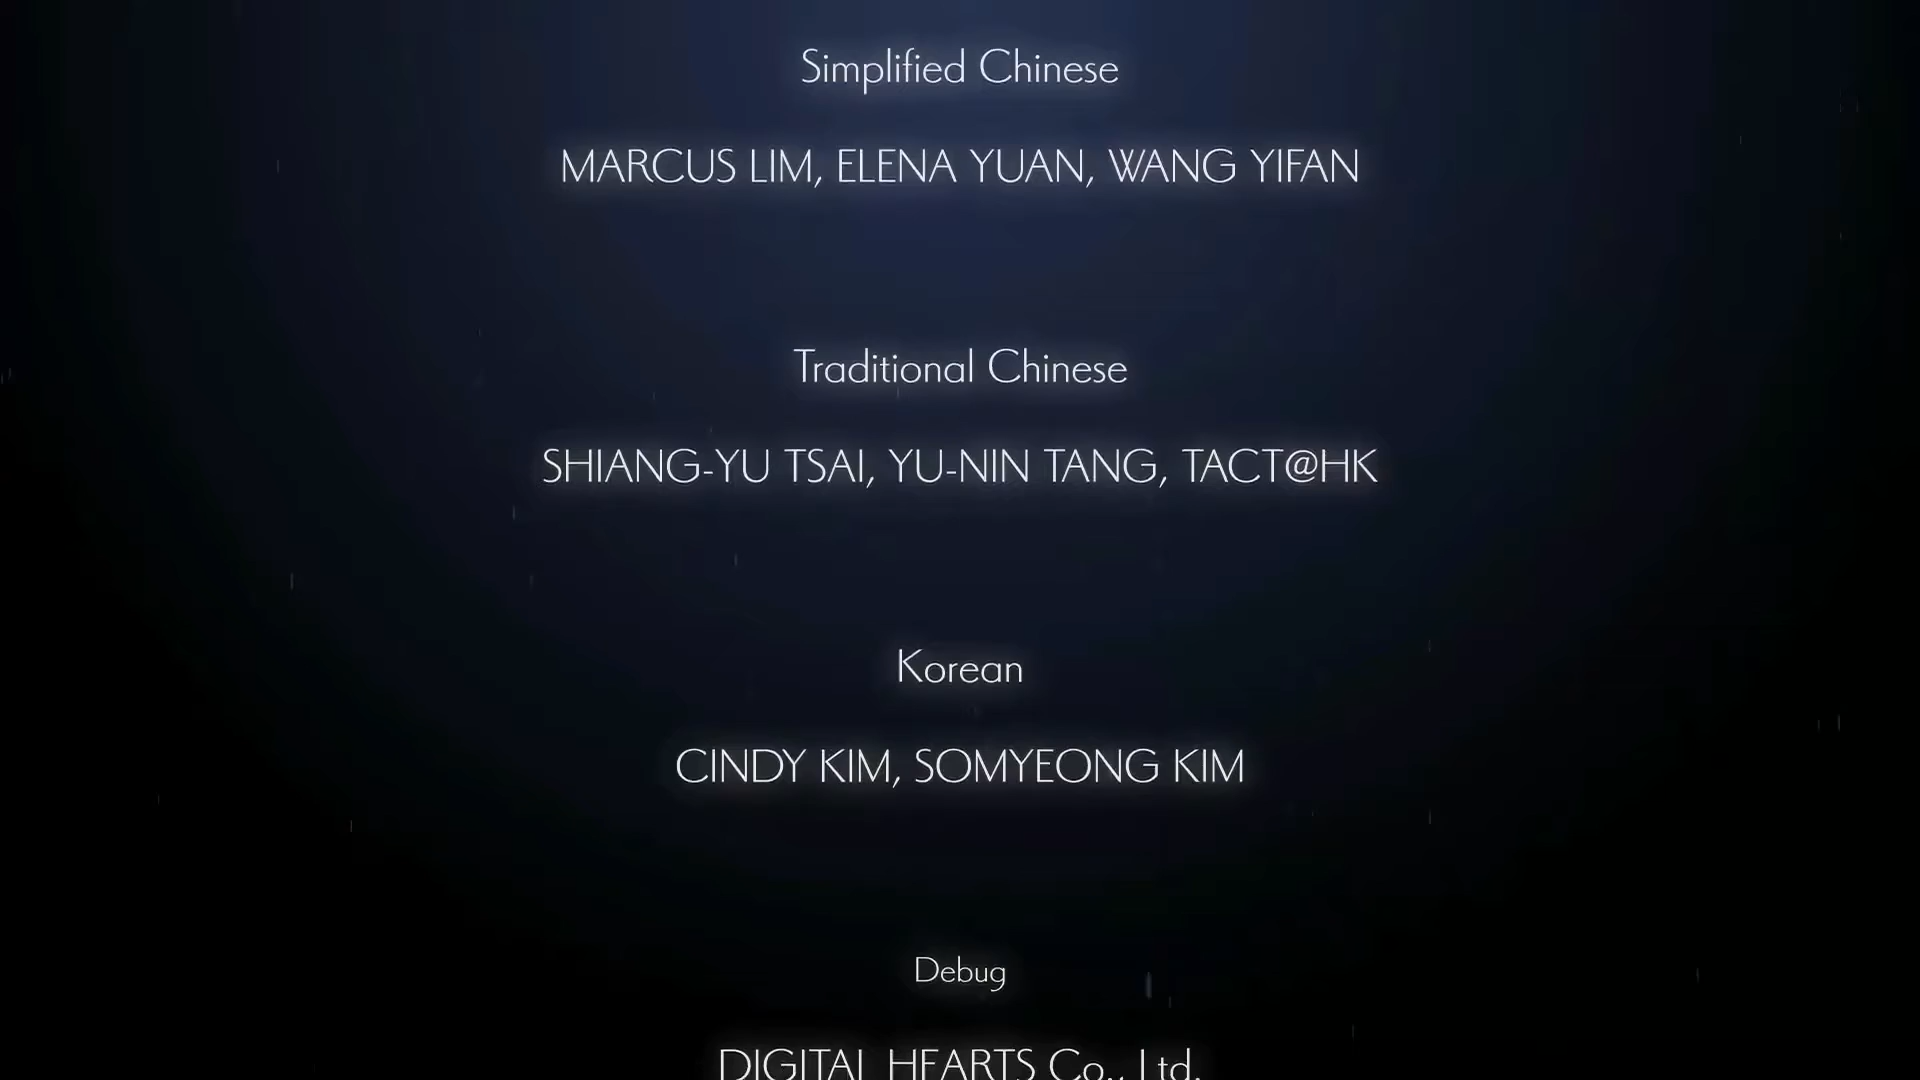 Simplified Chinese
MARCUS LIM, ELENA YUAN, WANG YIFAN
Traditional Chinese
SHIANG-YU TSAI, YU-NIN TANG, TACT@HK
Korean
CINDY KIM, SOMYEONG KIM
Debug
DIGITAL HEARTS Co., Ltd.